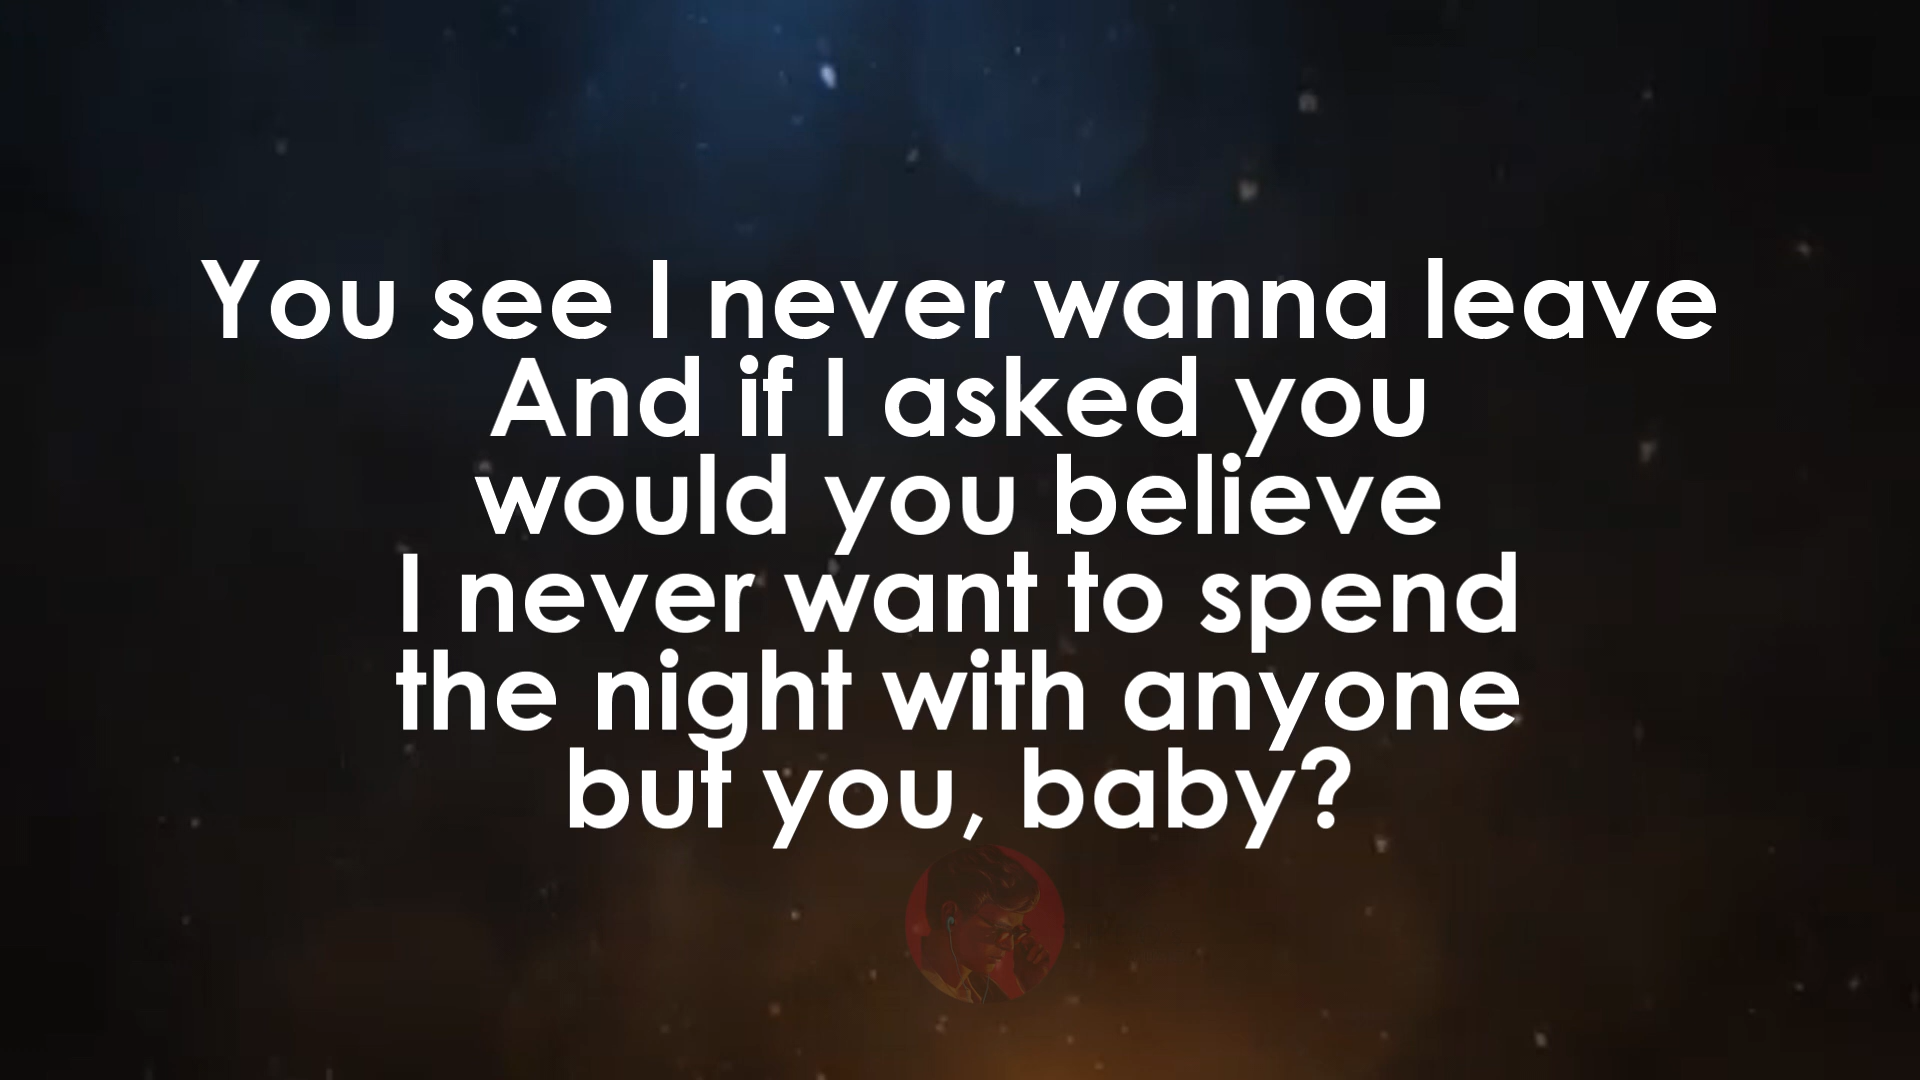 You see I never wanna leave
And if I asked you
would you believe
I never want to spend
the night with anyone
but you, baby?